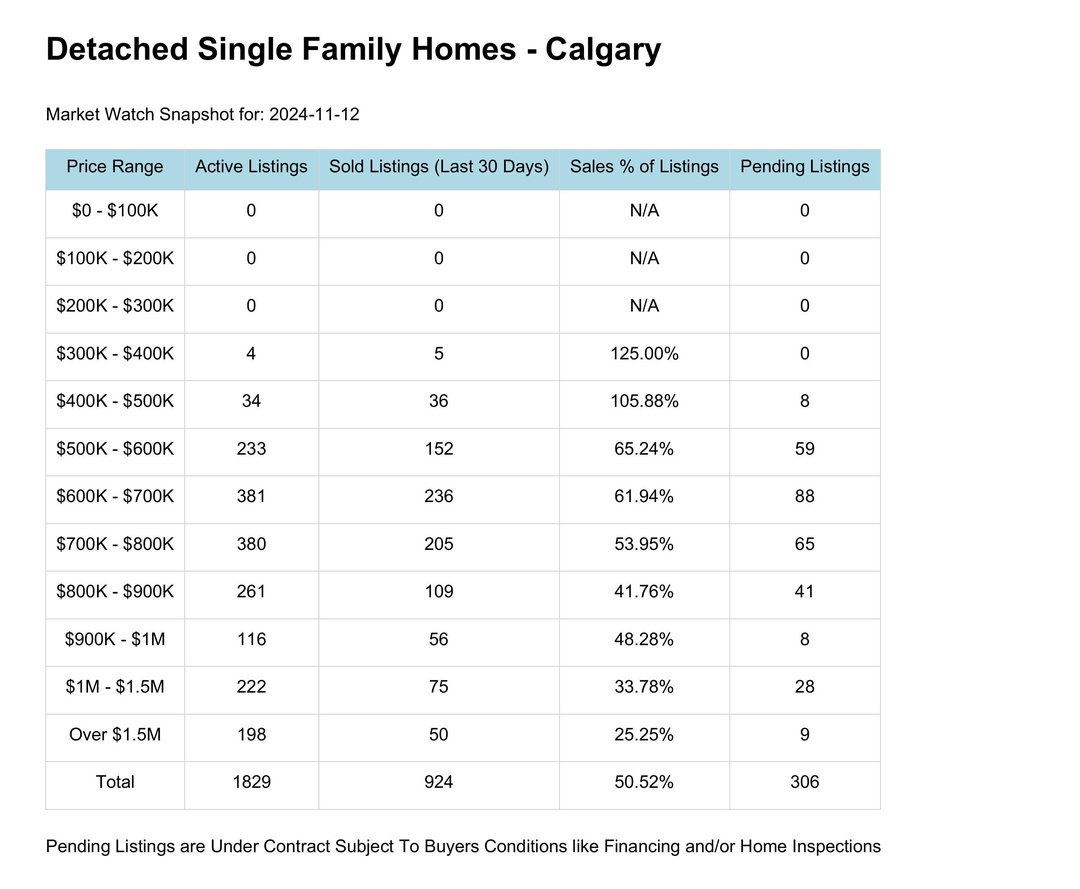 Detached Single Family Homes - Calgary
Market Watch Snapshot for: 2024-11-12
Price Range Active Listings Sold Listings (Last 30 Days) Sales % of Listings Pending Listings
$0 - $100K 0 0 N/A 0
$100K - $200K 0 0 N/A 0
$200K - $300K 0 0 N/A 0
$300K - $400K 4 5 125.00% 0
$400K - $500K 34 36 105.88% 8
$500K - $600K 233 152 65.24% 59
$600K - $700K 381 236 61.94% 88
$700K - $800K 380 205 53.95% 65
$800K - $900K 261 109 41.76% 41
$900K - $1M 116 56 48.28% 8
$1M - $1.5M 222 75 33.78% 28
Over $1.5M 198 50 25.25% 9
Total 1829 924 50.52% 306
Pending Listings are Under Contract Subject To Buyers Conditions like Financing and/or Home Inspections